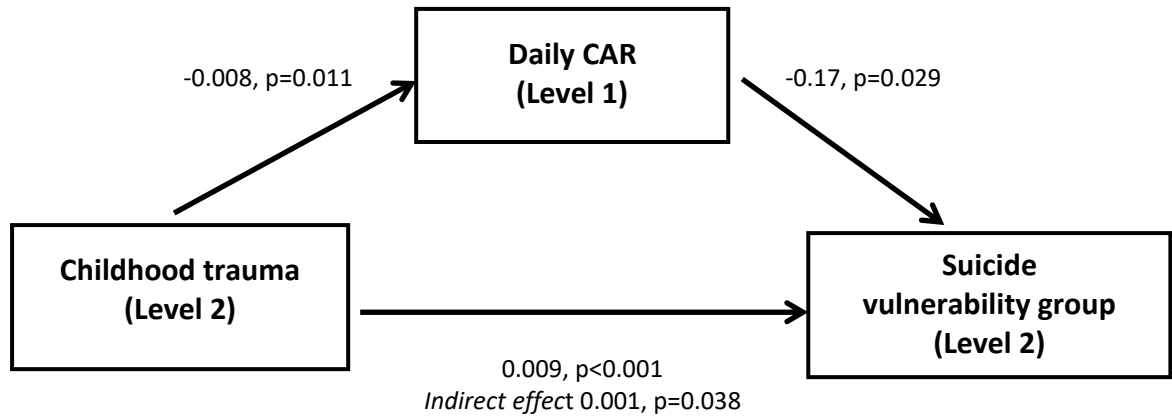 Daily CAR
(Level 1)
-0.008, p=0.011
-0.17, p=0.029
Childhood trauma
(Level 2)
Suicide
vulnerability group
(Level 2)
0.009, p<0.001
Indirect effect 0.001, p=0.038